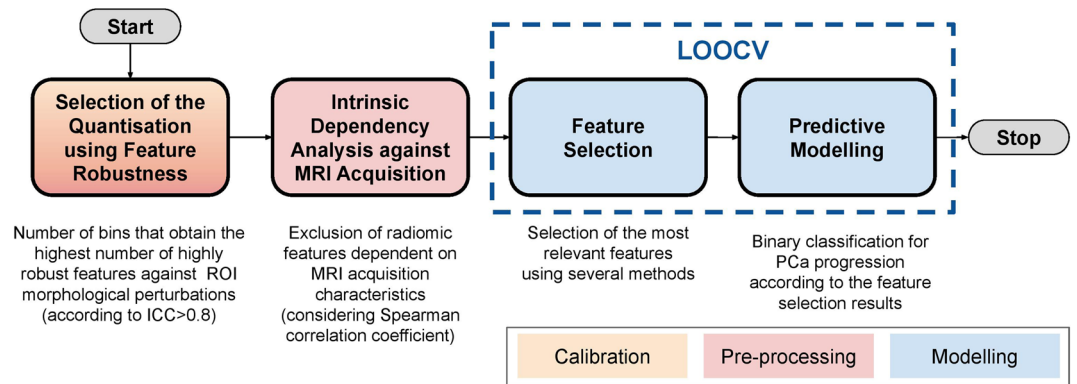 Start
LOOCV
Selection of the
Quantisation
using Feature
Robustness
Intrinsic
Dependency
Analysis against
MRI Acquisition
Feature
Selection
Predictive
Modelling
Stop
Number of bins that obtain the
highest number of highly
robust features against ROI
morphological perturbations
(according to ICC>0.8)
Exclusion of radiomic
features dependent on
MRI acquisition
characteristics
(considering Spearman
correlation coefficient)
Selection of the most
relevant features
using several methods
Binary classification for
PCa progression
according to the feature
selection results
Calibration
Pre-processing
Modelling